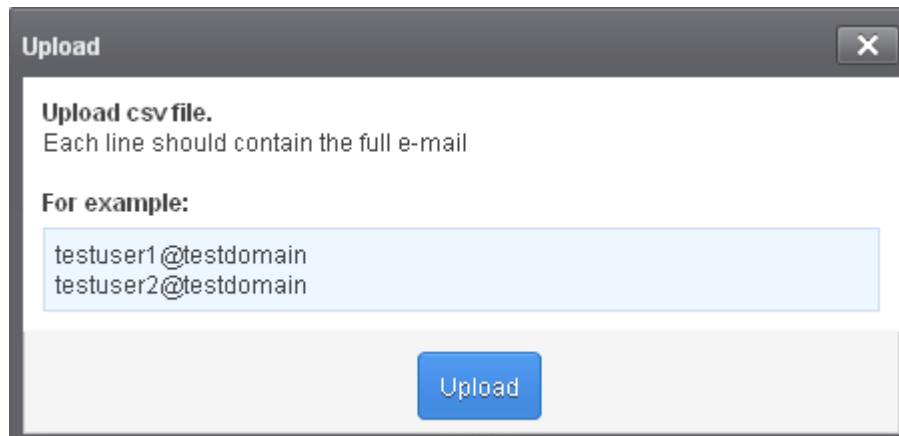 Upload
Upload csv file.
Each line should contain the full e-mail
For example:
testuser1@testdomain
testuser2@testdomain
Upload